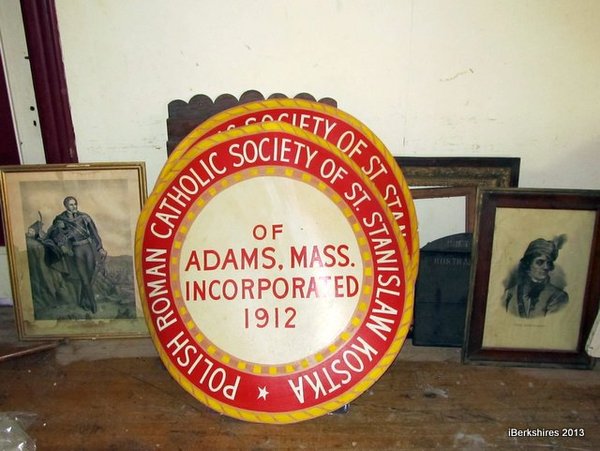 SOCIETY OF ST.
POLISH ROMAN CATHOLIC SOCIETY OF ST. STANISLAW KOSTKA
OF
ADAMS, MASS.
INCORPORATED
1912
iBerkshires 2013